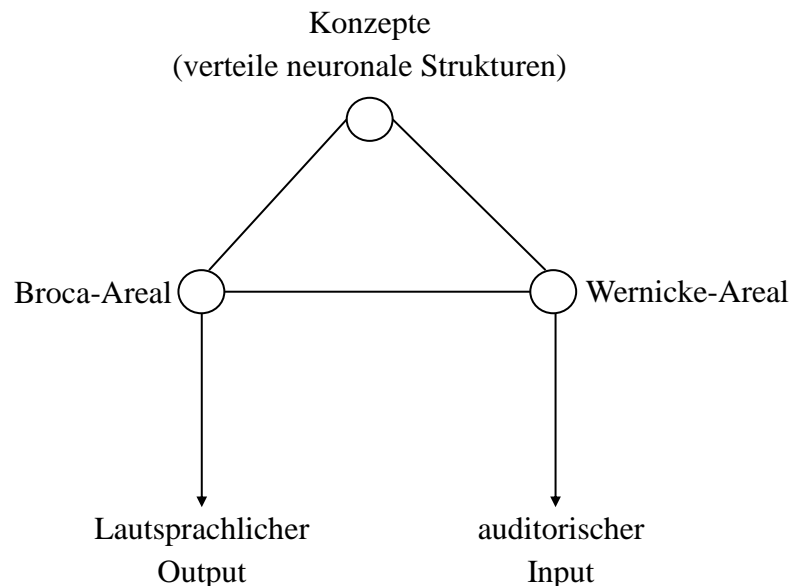 Konzepte
(verteile neuronale Strukturen)
Broca-Areal
Wernicke-Areal
Lautsprachlicher
Output
auditorischer
Input